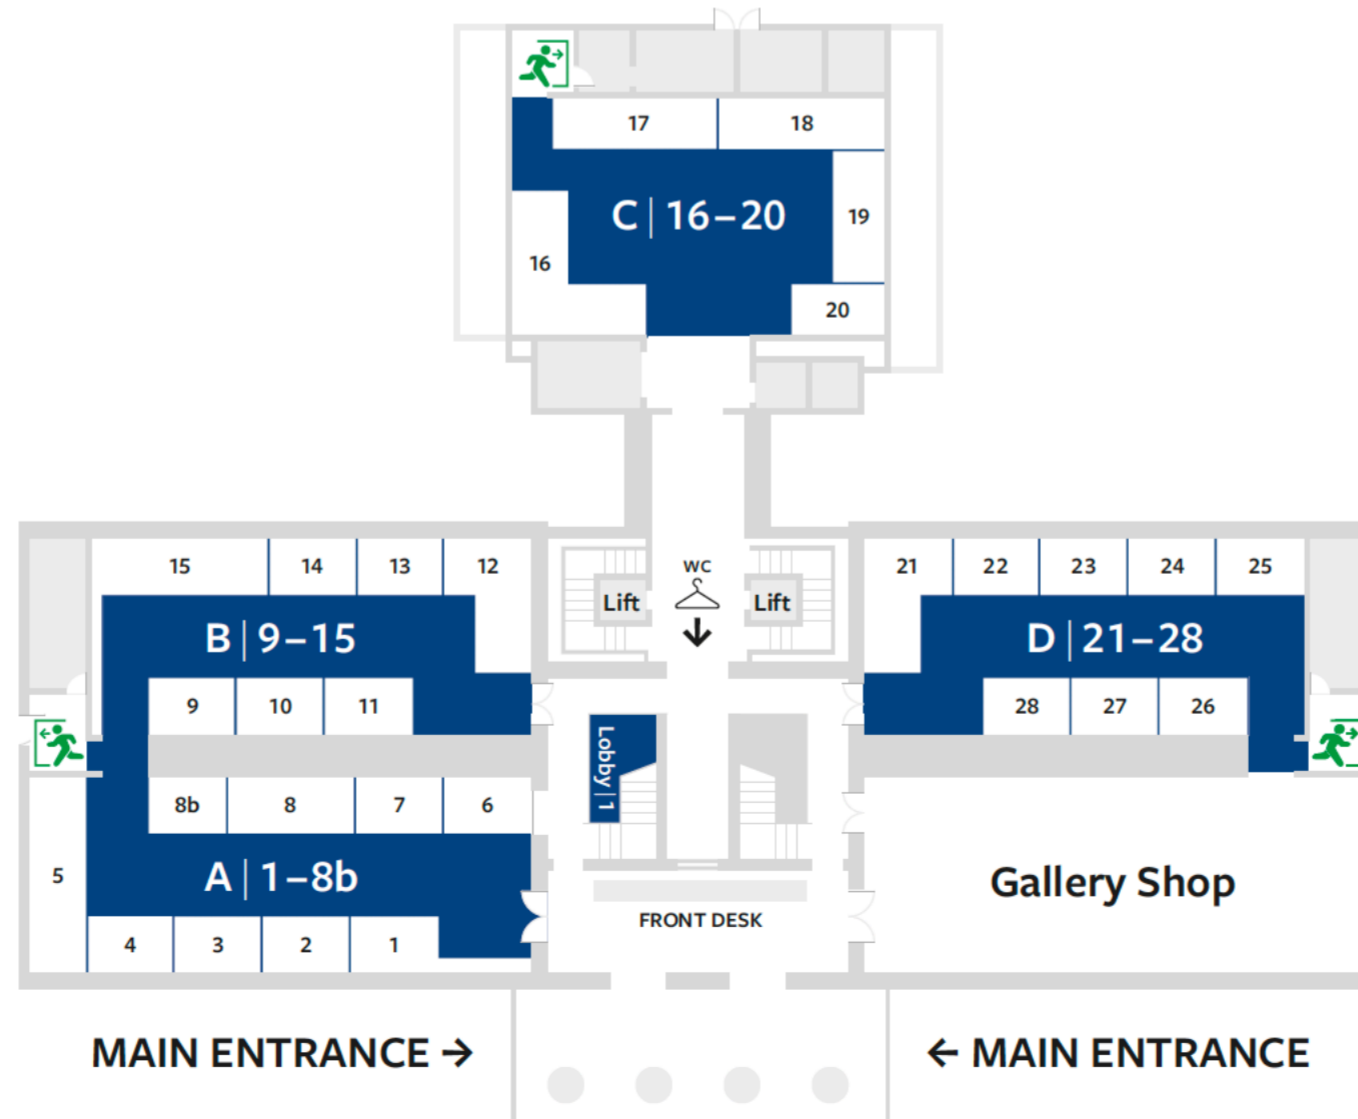 17
18
C | 16–20
19
16
20
15
14
13
12
WC
Lift
Lift
21
22
23
24
25
B | 9–15
D | 21–28
9
10
11
28
27
26
Lobby | 1
8b
8
7
6
5
A | 1–8b
Gallery Shop
FRONT DESK
4
3
2
1
MAIN ENTRANCE →
← MAIN ENTRANCE